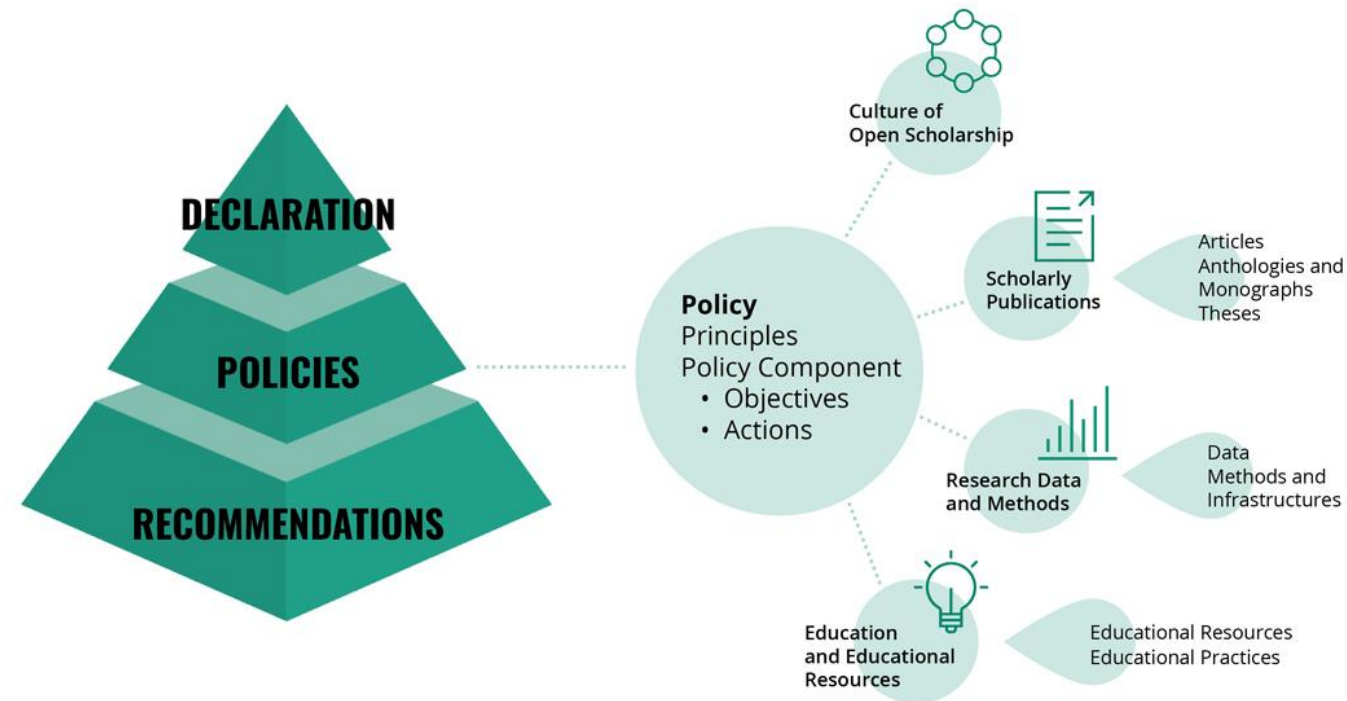 DECLARATION
POLICIES
RECOMMENDATIONS
Policy
Principles
Policy Component
• Objectives
• Actions
Culture of
Open Scholarship
Scholarly
Publications
Articles
Anthologies and
Monographs
Theses
Research Data
and Methods
Data
Methods and
Infrastructures
Education
and Educational
Resources
Educational Resources
Educational Practices